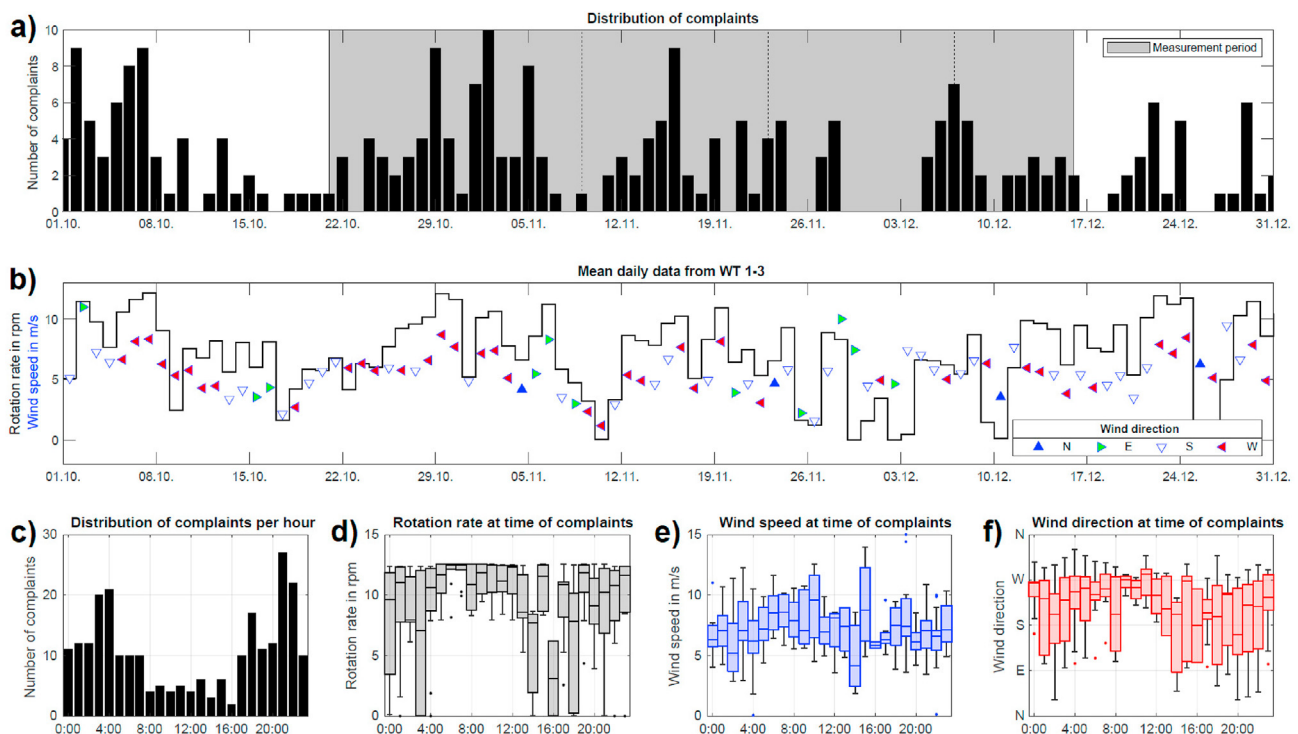 a)
Distribution of complaints
Number of complaints
10
8
6
4
2
0
Measurement period
01.10. 08.10. 15.10. 22.10. 29.10. 05.11. 12.11. 19.11. 26.11. 03.12. 10.12. 17.12. 24.12. 31.12.
b)
Mean daily data from WT 1-3
Rotation rate in rpm
Wind speed in m/s
10
5
0
Wind direction
N E S W
01.10. 08.10. 15.10. 22.10. 29.10. 05.11. 12.11. 19.11. 26.11. 03.12. 10.12. 17.12. 24.12. 31.12.
c)
Distribution of complaints per hour
Number of complaints
30
20
10
0
0:00 4:00 8:00 12:00 16:00 20:00
d)
Rotation rate at time of complaints
Rotation rate in rpm
15
10
5
0
0:00 4:00 8:00 12:00 16:00 20:00
e)
Wind speed at time of complaints
Wind speed in m/s
15
10
5
0
0:00 4:00 8:00 12:00 16:00 20:00
f)
Wind direction at time of complaints
Wind direction
N
W
S
E
N
0:00 4:00 8:00 12:00 16:00 20:00